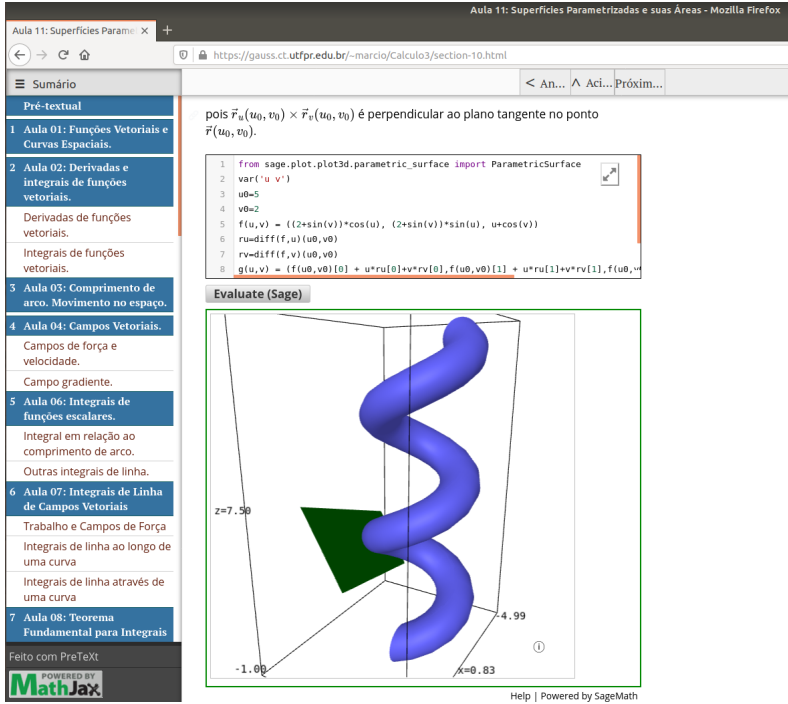 Aula 11: Superfícies Parametrizadas e suas Áreas - Mozilla Firefox
Aula 11: Superfícies Parame
https://gauss.ct.utfpr.edu.br/~marcio/Calculo3/section-10.html
Sumário
< An...
Aci...
Próxim...
Pré-textual
1 Aula 01: Funções Vetoriais e
Curvas Espaciais.
2 Aula 02: Derivadas e
integrais de funções
vetoriais.
Derivadas de funções
vetoriais.
Integrais de funções
vetoriais.
3 Aula 03: Comprimento de
arco. Movimento no espaço.
4 Aula 04: Campos Vetoriais.
Campos de força e
velocidade.
Campo gradiente.
5 Aula 06: Integrais de
funções escalares.
Integral em relação ao
comprimento de arco.
Outras integrais de linha.
6 Aula 07: Integrais de Linha
de Campos Vetoriais
Trabalho e Campos de Força
Integrais de linha ao longo de
uma curva
Integrais de linha através de
uma curva
7 Aula 08: Teorema
Fundamental para Integrais
Feito com PreTeXt
POWERED BY
MathJax
pois r⃗ᵤ(u₀, v₀) × r⃗ᵥ(u₀, v₀) é perpendicular ao plano tangente no ponto
r⃗(u₀, v₀).
1 from sage.plot.plot3d.parametric_surface import ParametricSurface
2 var('u v')
3 u0=5
4 v0=2
5 f(u,v) = ((2+sin(v))*cos(u), (2+sin(v))*sin(u), u+cos(v))
6 ru=diff(f,u)(u0,v0)
7 rv=diff(f,v)(u0,v0)
8 g(u,v) = (f(u0,v0)[0] + u*ru[0]+v*rv[0],f(u0,v0)[1] + u*ru[1]+v*rv[1],f(u0,
Evaluate (Sage)
z=7.50
4.99
-1.00
x=0.83
Help | Powered by SageMath